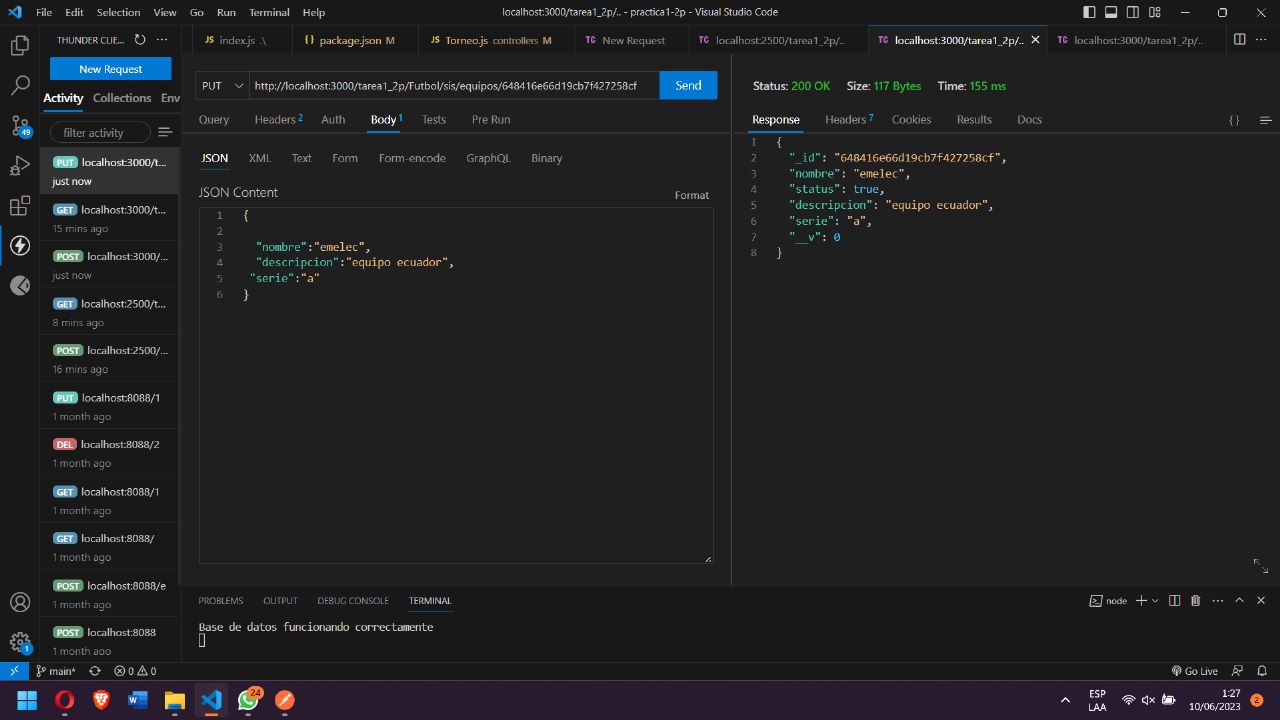 File Edit Selection View Go Run Terminal Help
localhost:3000/tarea1_2p/.. - practica1-2p - Visual Studio Code
THUNDER CLIE...
New Request
Activity Collections Env
filter activity
PUT localhost:3000/t...
just now
GET localhost:3000/t...
15 mins ago
POST localhost:3000/...
just now
GET localhost:2500/t...
8 mins ago
POST localhost:2500/...
16 mins ago
PUT localhost:8088/1
1 month ago
DEL localhost:8088/2
1 month ago
GET localhost:8088/1
1 month ago
GET localhost:8088/
1 month ago
POST localhost:8088/e
1 month ago
POST localhost:8088
1 month ago
49
1
JS index.js .\
{} package.json M
JS Torneo.js controllers M
TC New Request
TC localhost:2500/tarea1_2p/..
TC localhost:3000/tarea1_2p/..
TC localhost:3000/tarea1_2p/..
PUT http://localhost:3000/tarea1_2p/Futbol/sis/equipos/648416e66d19cb7f427258cf Send
Query Headers 2 Auth Body 1 Tests Pre Run
JSON XML Text Form Form-encode GraphQL Binary
JSON Content
Format
1 {
2
3 "nombre":"emelec",
4 "descripcion":"equipo ecuador",
5 "serie":"a"
6 }
Status: 200 OK Size: 117 Bytes Time: 155 ms
Response Headers 7 Cookies Results Docs {}
1 {
2 "_id": "648416e66d19cb7f427258cf",
3 "nombre": "emelec",
4 "status": true,
5 "descripcion": "equipo ecuador",
6 "serie": "a",
7 "__v": 0
8 }
PROBLEMS OUTPUT DEBUG CONSOLE TERMINAL
node
Base de datos funcionando correctamente
main* 0 0
Go Live
24
ESP
LAA
1:27
10/06/2023
2